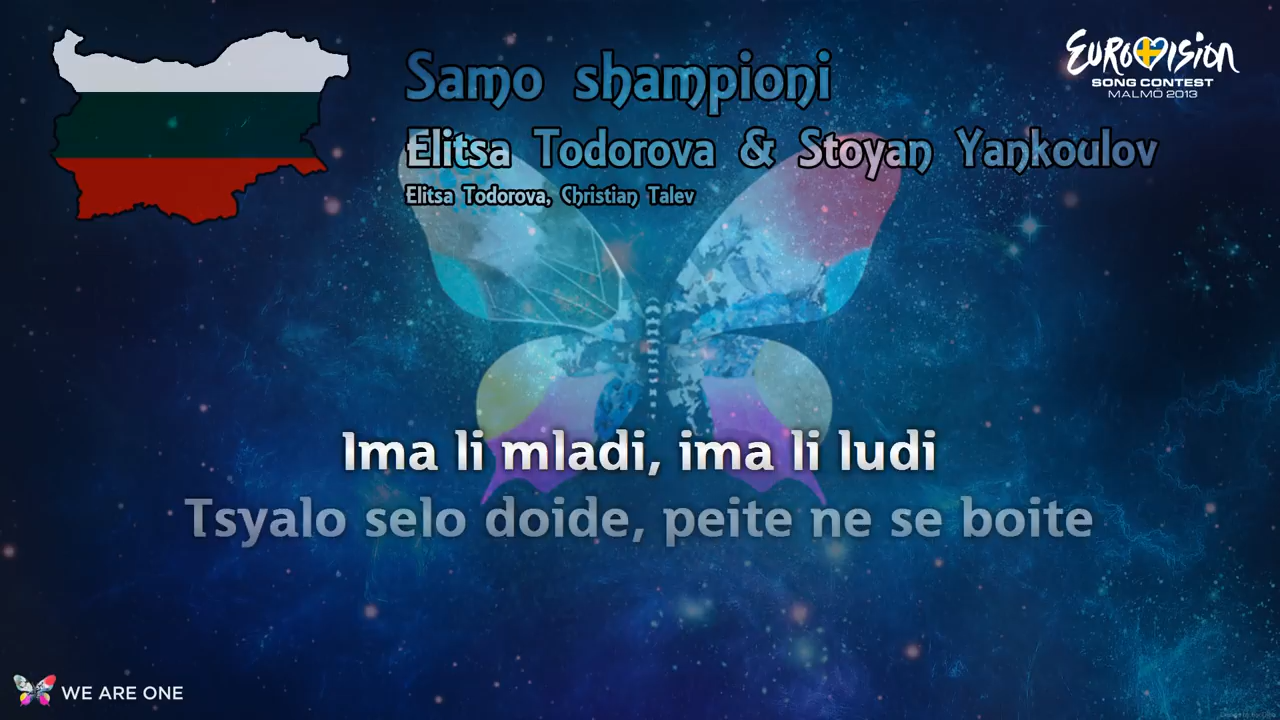 Samo shampioni
EUROVISION
SONG CONTEST
MALMÖ 2013
Elitsa Todorova & Stoyan Yankoulov
Elitsa Todorova, Christian Talev
Ima li mladi, ima li ludi
Tsyalo selo doide, peite ne se boite
WE ARE ONE